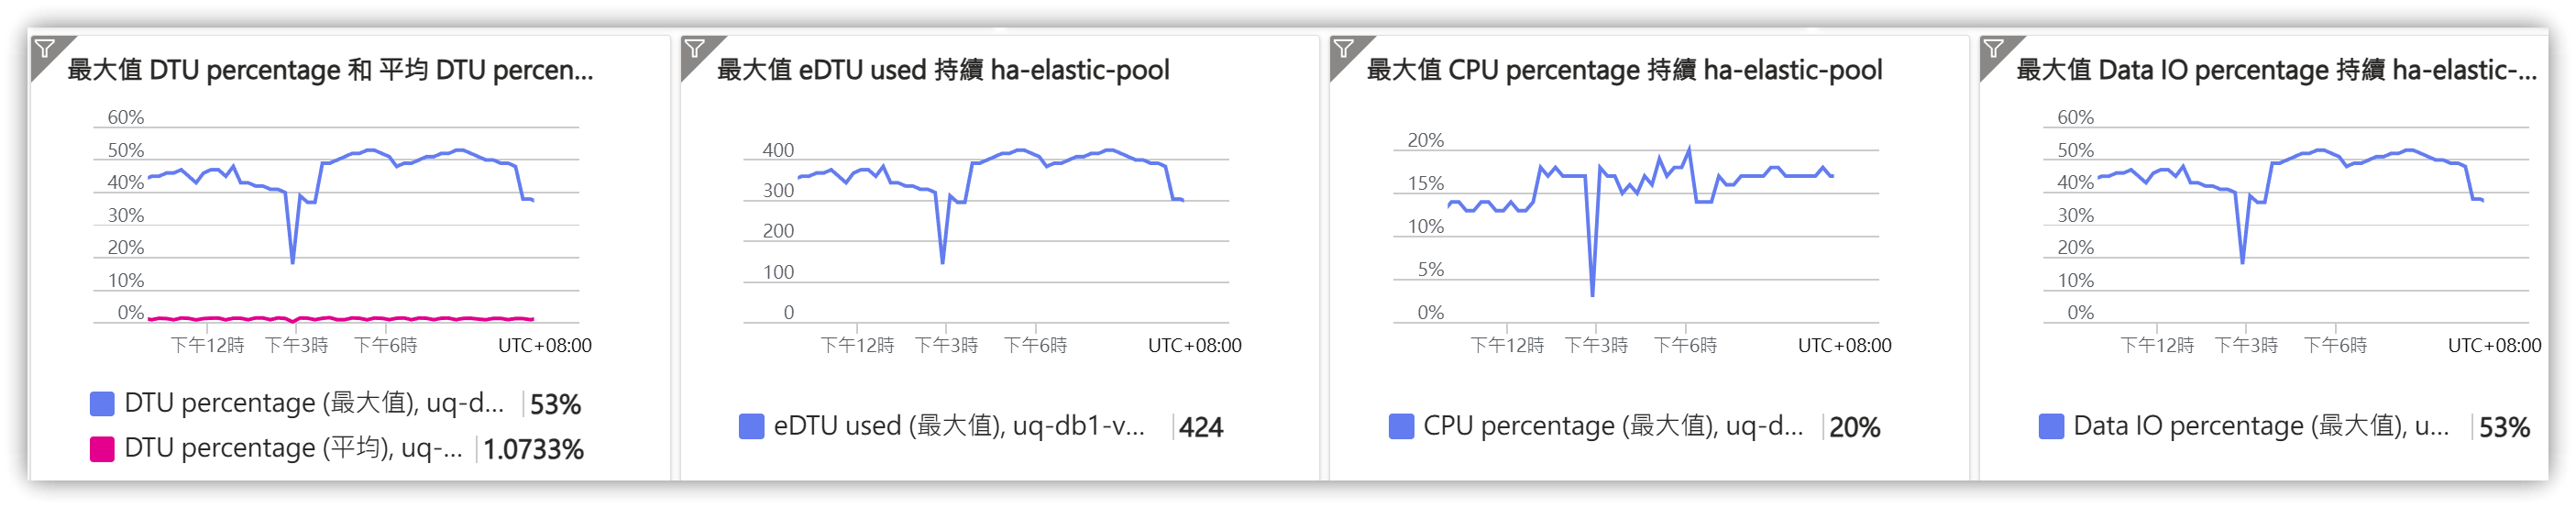 最大值 DTU percentage 和 平均 DTU percen...
60%
50%
40%
30%
20%
10%
0%
下午12時 下午3時 下午6時 UTC+08:00
DTU percentage (最大值), uq-d... 53%
DTU percentage (平均), uq-... 1.0733%
最大值 eDTU used 持續 ha-elastic-pool
400
300
200
100
0
下午12時 下午3時 下午6時 UTC+08:00
eDTU used (最大值), uq-db1-v... 424
最大值 CPU percentage 持續 ha-elastic-pool
20%
15%
10%
5%
0%
下午12時 下午3時 下午6時 UTC+08:00
CPU percentage (最大值), uq-d... 20%
最大值 Data IO percentage 持續 ha-elastic-...
60%
50%
40%
30%
20%
10%
0%
下午12時 下午3時 下午6時 UTC+08:00
Data IO percentage (最大值), u... 53%